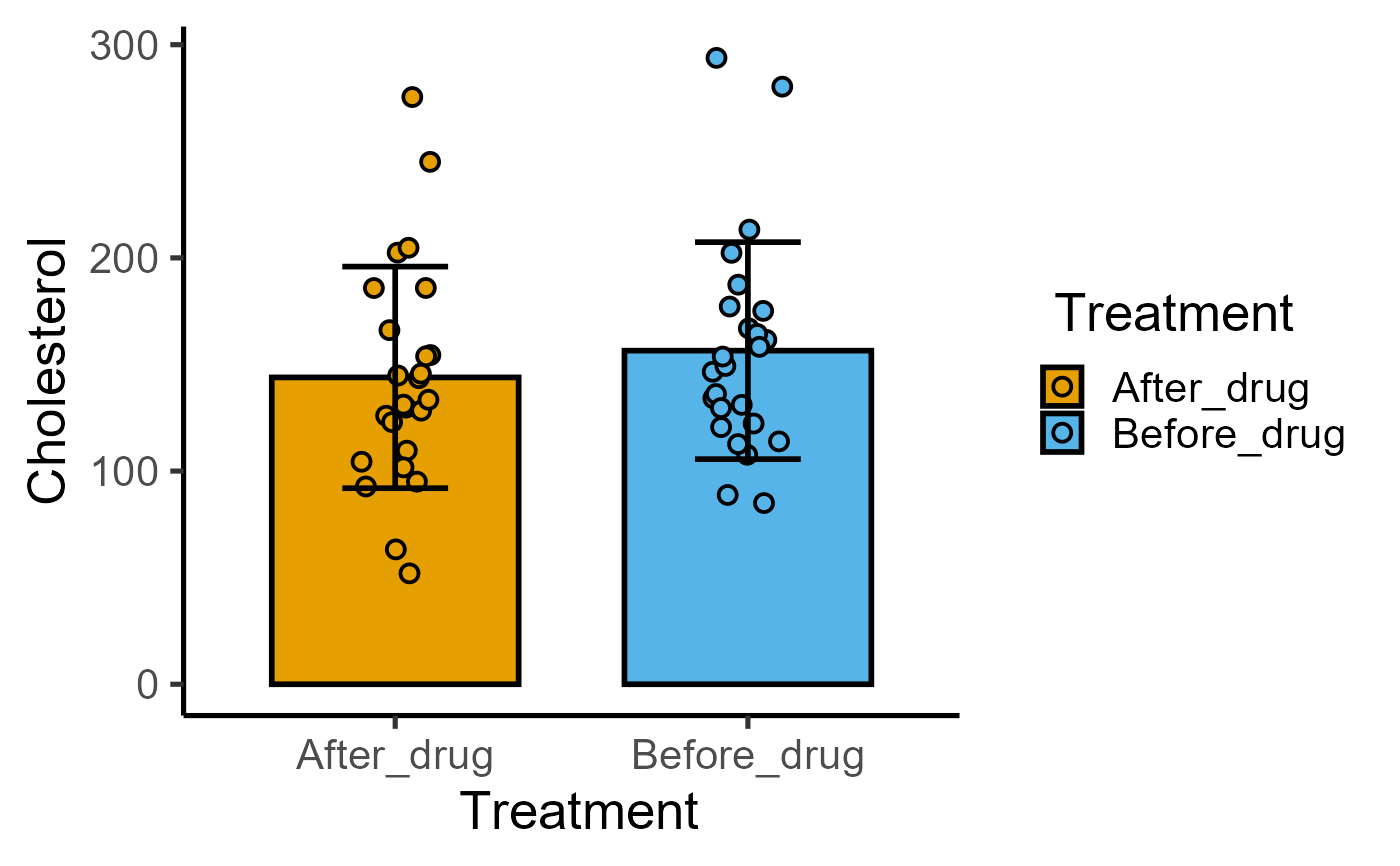 300
200
100
0
Cholesterol
After_drug
Before_drug
Treatment
Treatment
After_drug
Before_drug